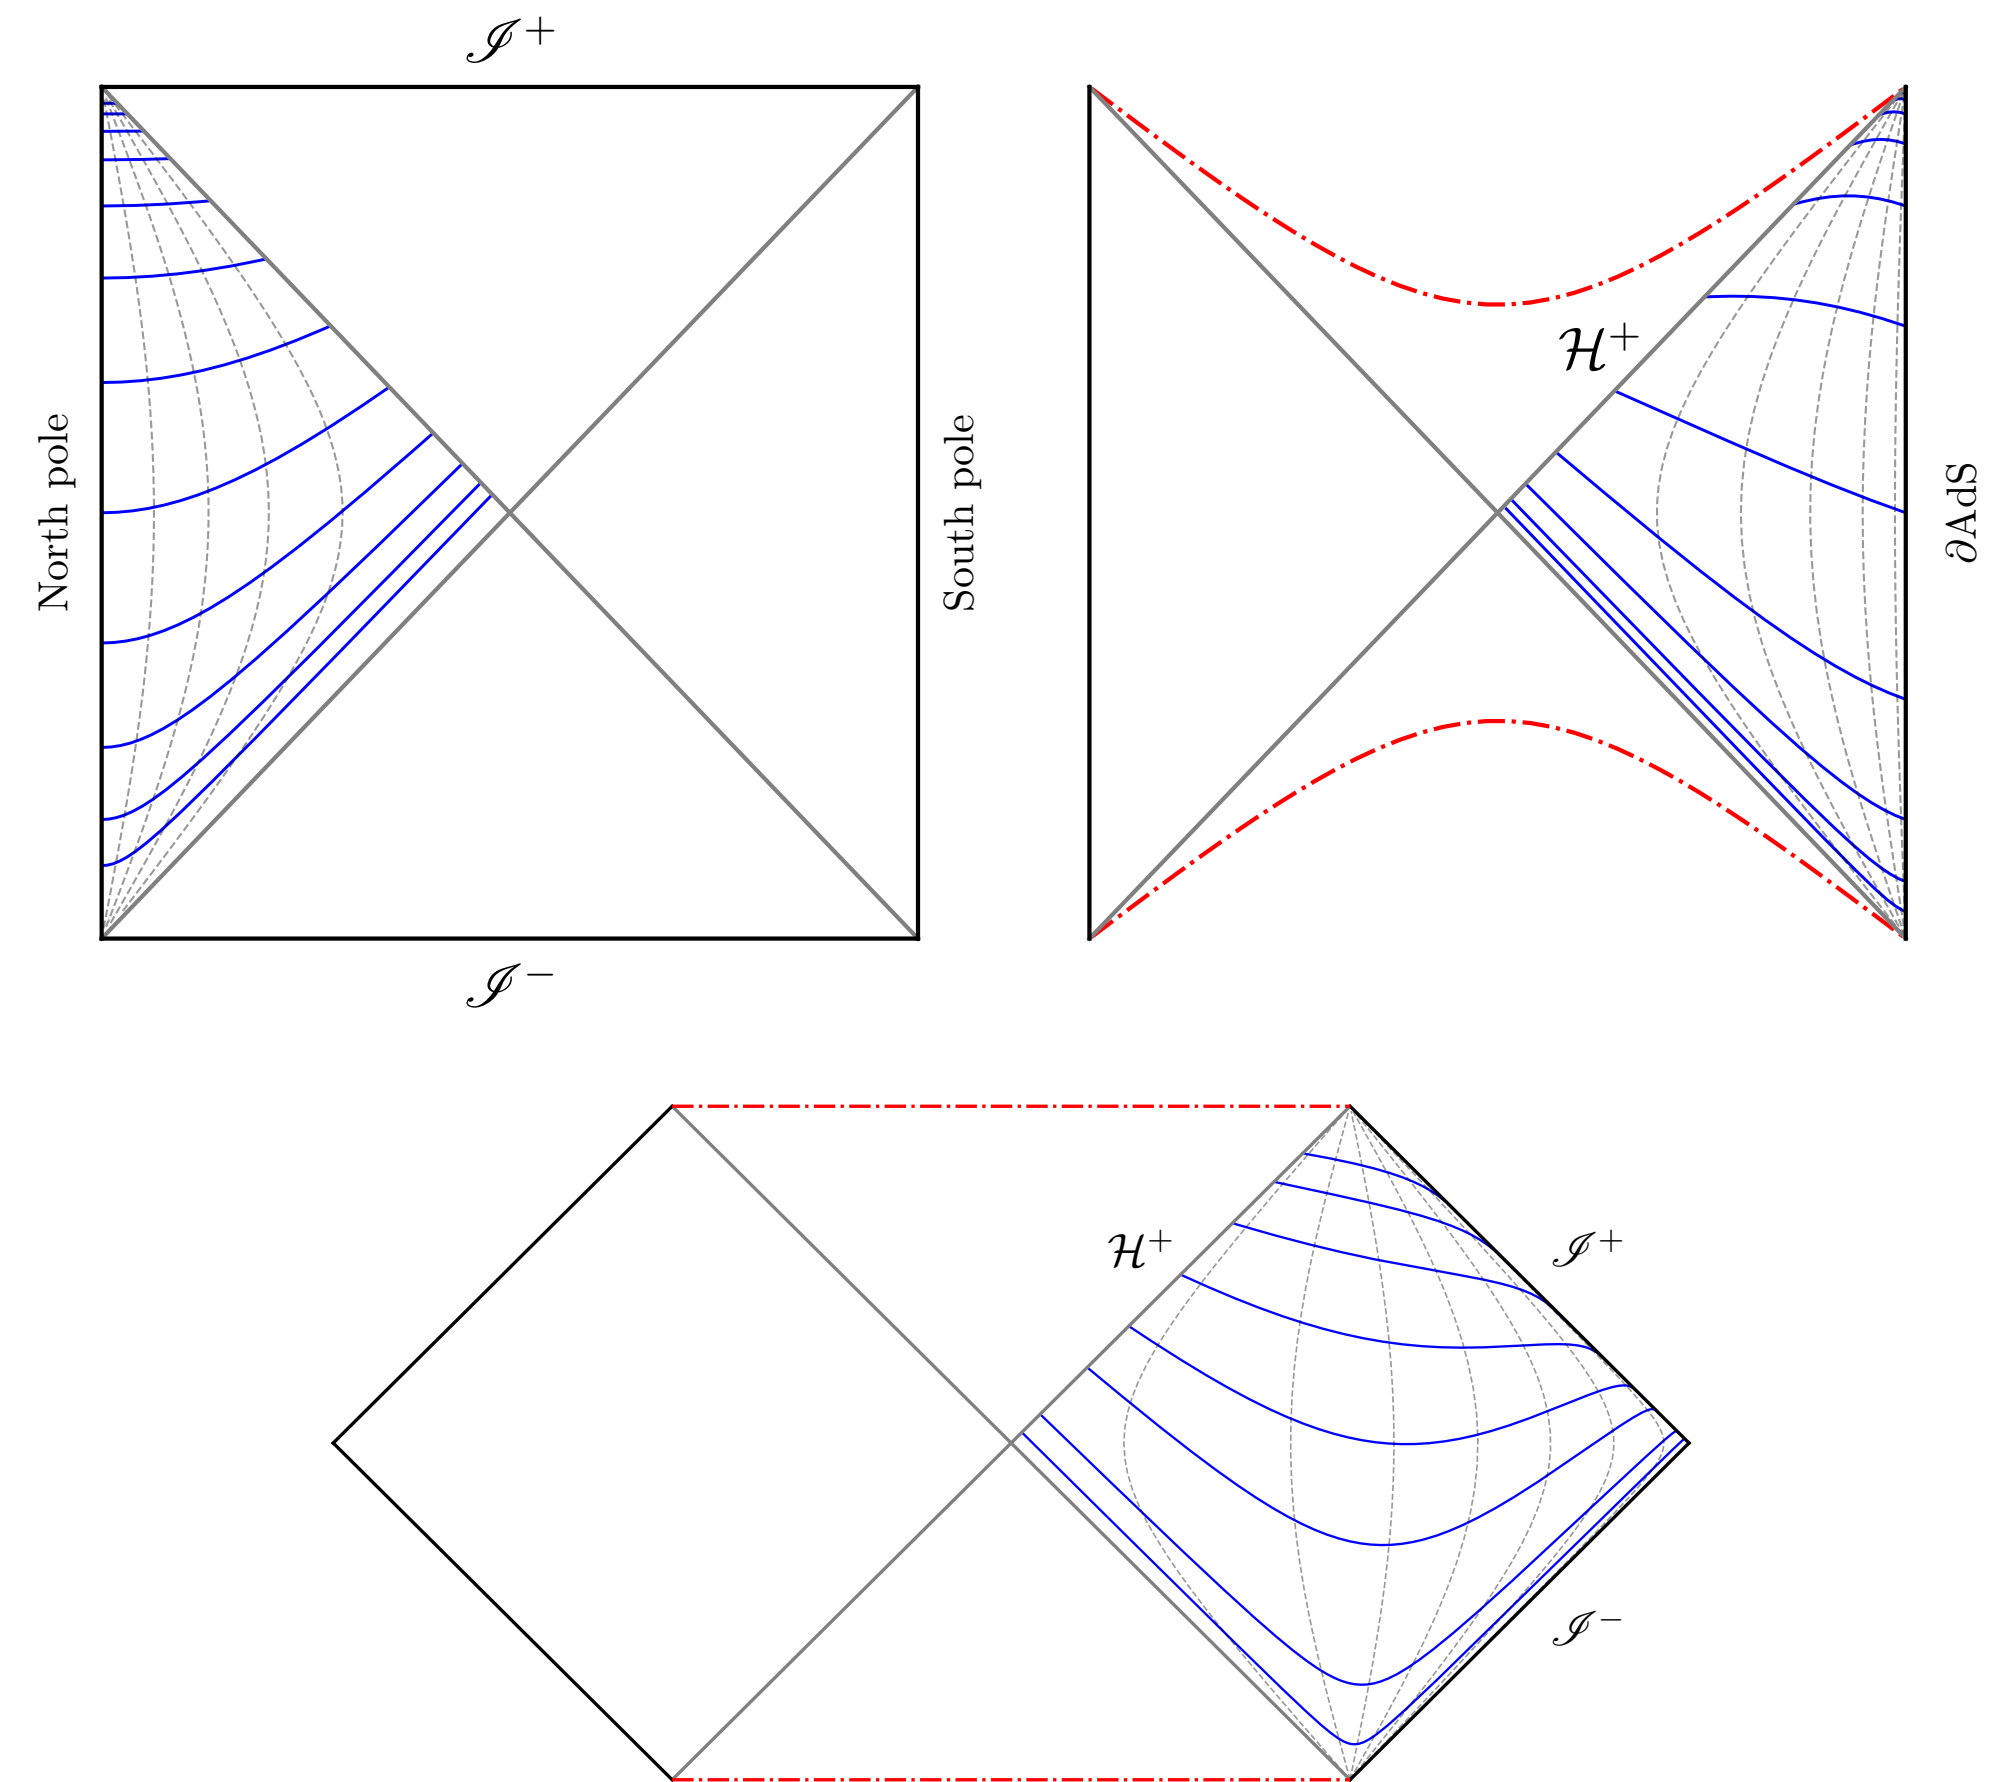 ℐ⁺
North pole
South pole
ℐ⁻
ℋ⁺
∂AdS
ℋ⁺
ℐ⁺
ℐ⁻